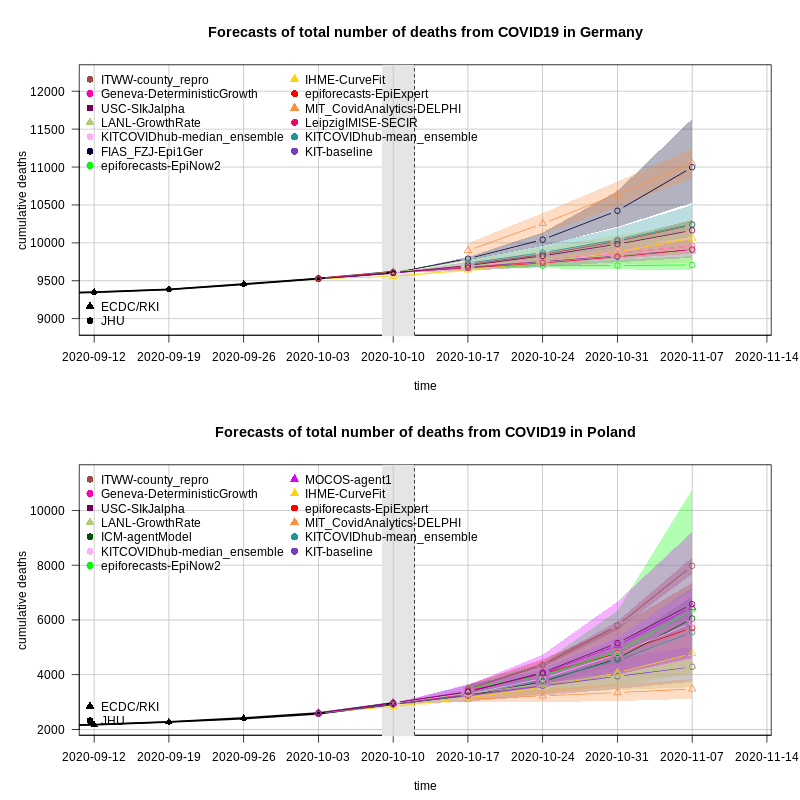 Forecasts of total number of deaths from COVID19 in Germany
cumulative deaths
12000
11500
11000
10500
10000
9500
9000
ITWW-county_repro
Geneva-DeterministicGrowth
USC-SIkJalpha
LANL-GrowthRate
KITCOVIDhub-median_ensemble
FIAS_FZJ-Epi1Ger
epiforecasts-EpiNow2
IHME-CurveFit
epiforecasts-EpiExpert
MIT_CovidAnalytics-DELPHI
LeipzigIMISE-SECIR
KITCOVIDhub-mean_ensemble
KIT-baseline
ECDC/RKI
JHU
2020-09-12 2020-09-19 2020-09-26 2020-10-03 2020-10-10 2020-10-17 2020-10-24 2020-10-31 2020-11-07 2020-11-14
time
Forecasts of total number of deaths from COVID19 in Poland
cumulative deaths
10000
8000
6000
4000
2000
ITWW-county_repro
Geneva-DeterministicGrowth
USC-SIkJalpha
LANL-GrowthRate
ICM-agentModel
KITCOVIDhub-median_ensemble
epiforecasts-EpiNow2
MOCOS-agent1
IHME-CurveFit
epiforecasts-EpiExpert
MIT_CovidAnalytics-DELPHI
KITCOVIDhub-mean_ensemble
KIT-baseline
ECDC/RKI
JHU
2020-09-12 2020-09-19 2020-09-26 2020-10-03 2020-10-10 2020-10-17 2020-10-24 2020-10-31 2020-11-07 2020-11-14
time